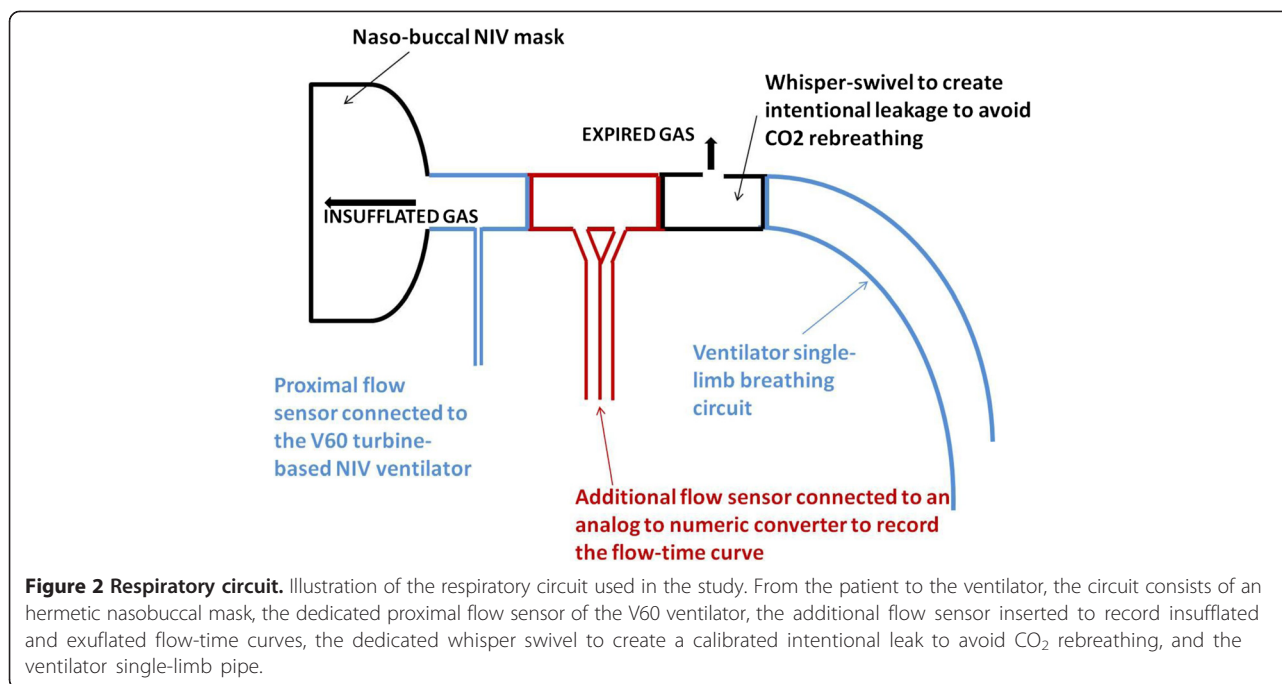 Naso-buccal NIV mask
Whisper-swivel to create
intentional leakage to avoid
CO2 rebreathing
EXPIRED GAS
INSUFFLATED GAS
Proximal flow
sensor connected to
the V60 turbine-
based NIV ventilator
Ventilator single-
limb breathing
circuit
Additional flow sensor connected to an
analog to numeric converter to record
the flow-time curve
Figure 2 Respiratory circuit. Illustration of the respiratory circuit used in the study. From the patient to the ventilator, the circuit consists of an
hermetic nasobuccal mask, the dedicated proximal flow sensor of the V60 ventilator, the additional flow sensor inserted to record insufflated
and exuflated flow-time curves, the dedicated whisper swivel to create a calibrated intentional leak to avoid CO₂ rebreathing, and the
ventilator single-limb pipe.